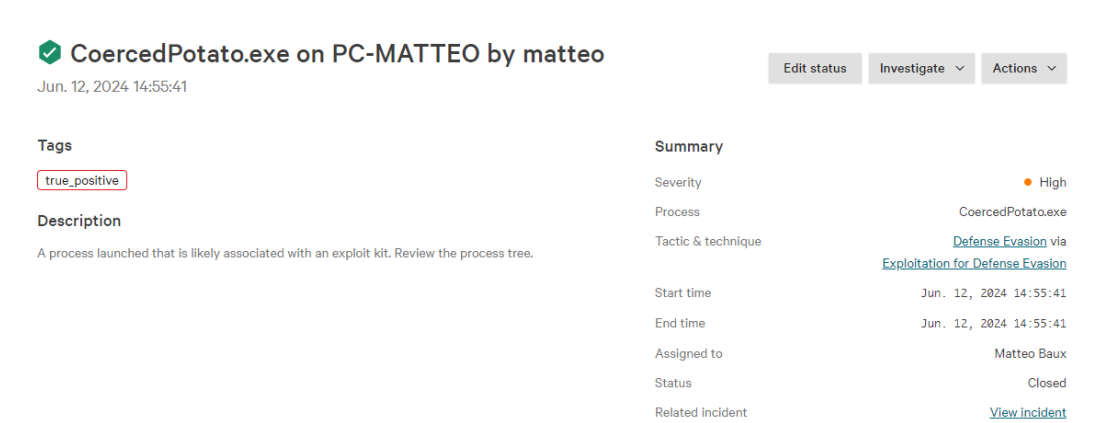 CoercedPotato.exe on PC-MATTEO by matteo
Jun. 12, 2024 14:55:41
Edit status
Investigate
Actions
Tags
true_positive
Description
A process launched that is likely associated with an exploit kit. Review the process tree.
Summary
Severity High
Process CoercedPotato.exe
Tactic & technique Defense Evasion via
Exploitation for Defense Evasion
Start time Jun. 12, 2024 14:55:41
End time Jun. 12, 2024 14:55:41
Assigned to Matteo Baux
Status Closed
Related incident View incident